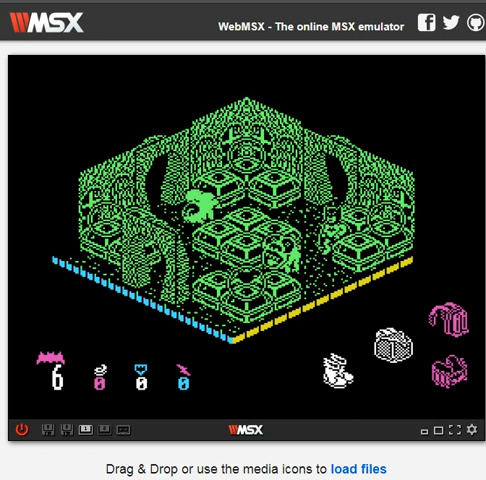 MSX
WebMSX - The online MSX emulator
6
0 0 0
MSX
Drag & Drop or use the media icons to load files